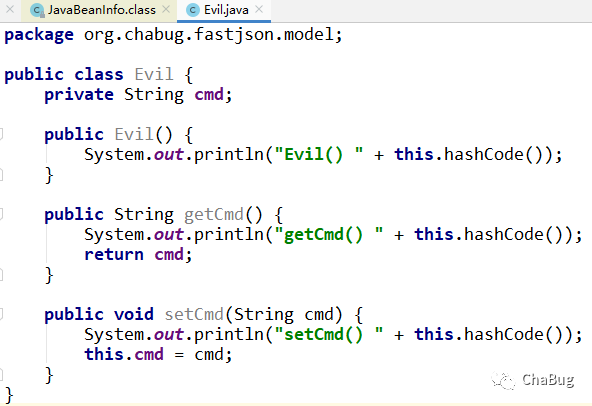 JavaBeanInfo.class Evil.java
package org.chabug.fastjson.model;
public class Evil {
private String cmd;
public Evil() {
System.out.println("Evil() " + this.hashCode());
}
public String getCmd() {
System.out.println("getCmd() " + this.hashCode());
return cmd;
}
public void setCmd(String cmd) {
System.out.println("setCmd() " + this.hashCode());
this.cmd = cmd;
}
}
ChaBug